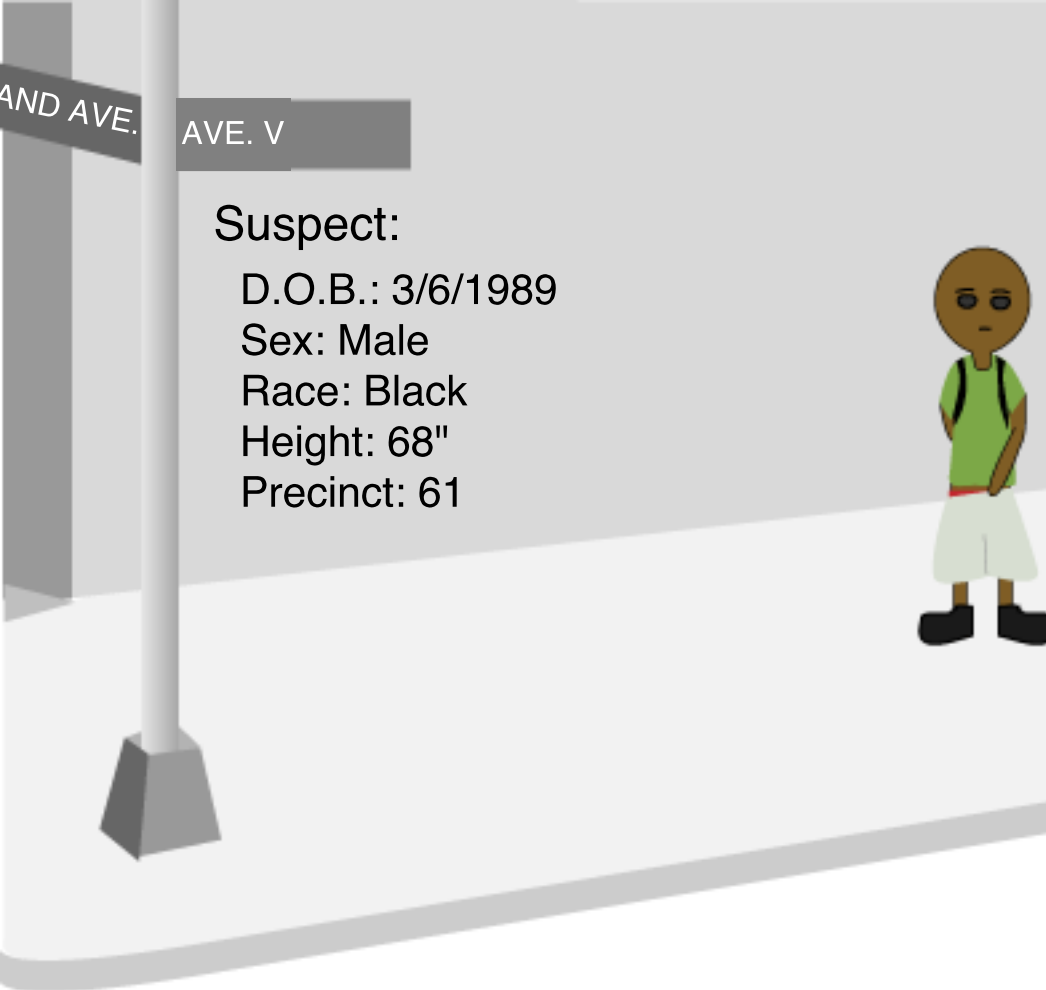 AND AVE.
AVE. V
Suspect:
D.O.B.: 3/6/1989
Sex: Male
Race: Black
Height: 68"
Precinct: 61